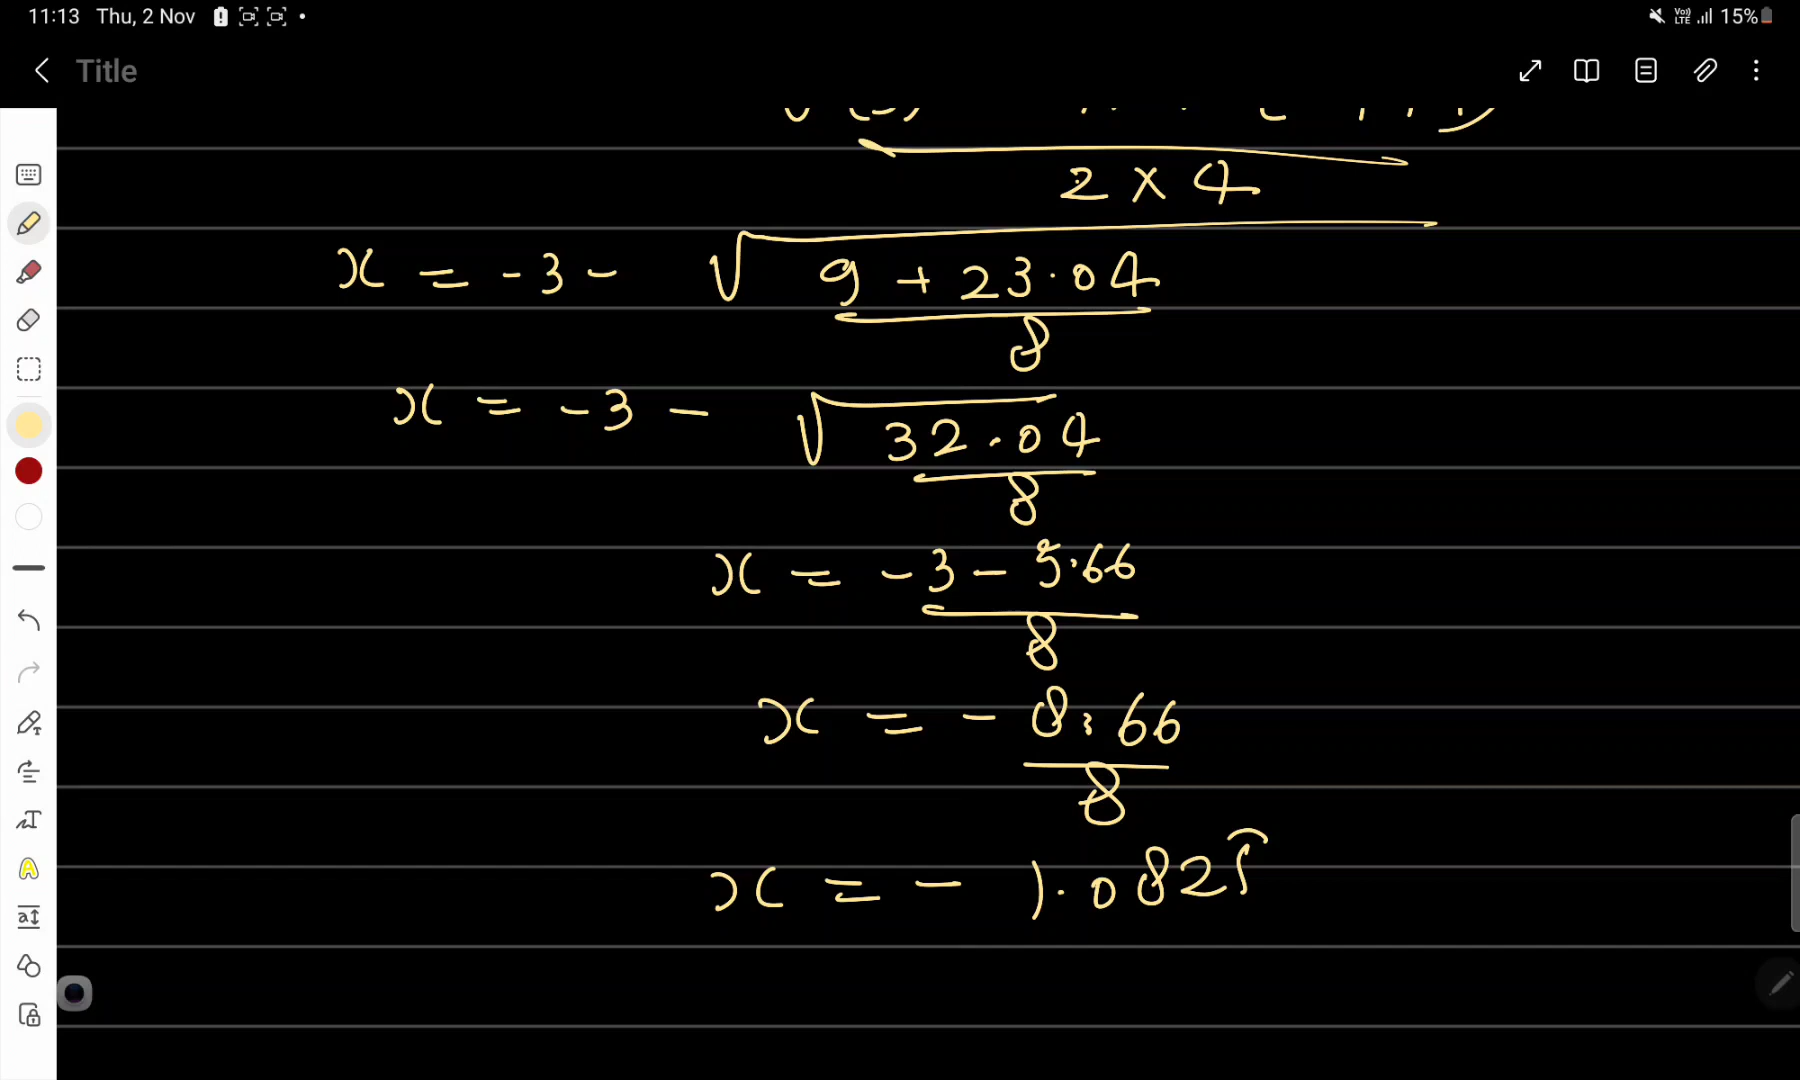 11:13 Thu, 2 Nov
15%
Title
2 × 4
x = -3 - √ 9 + 23.04
8
x = -3 - √ 32.04
8
x = -3 - 5.66
8
x = - 8.66
8
x = - 1.082